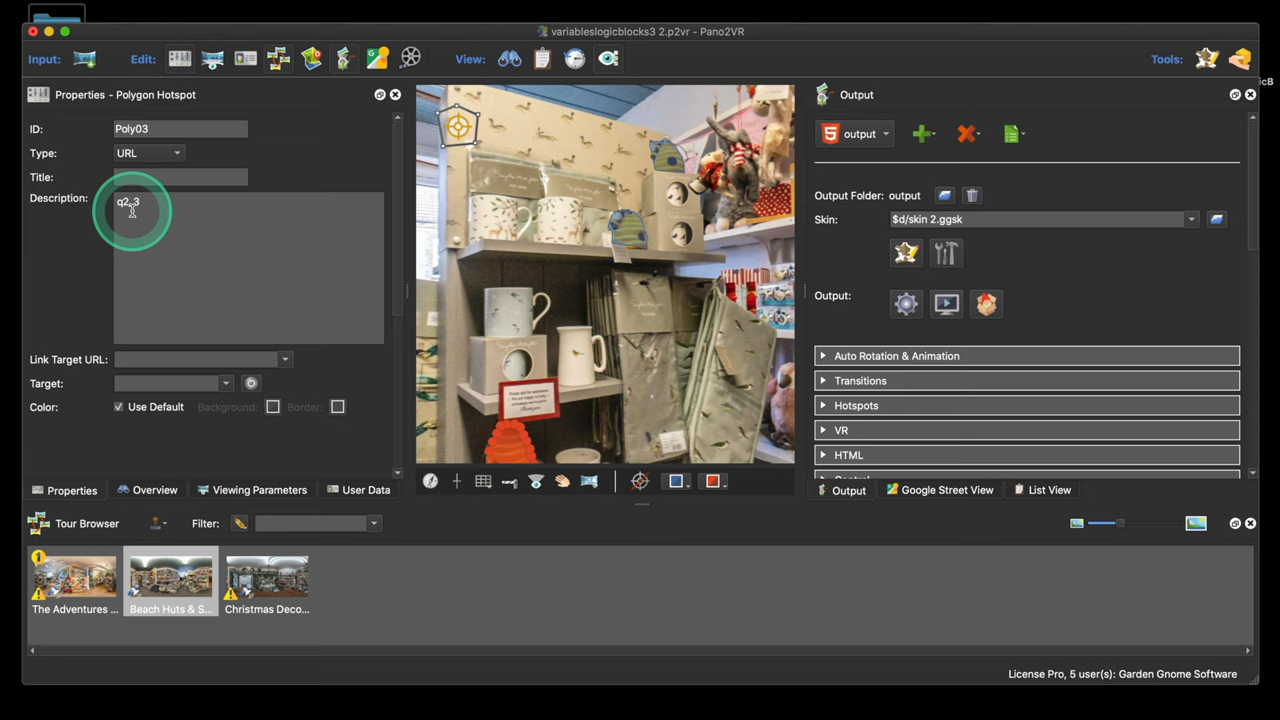 variableslogicblocks3 2.p2vr - Pano2VR
Input: Edit: View: Tools:
Properties - Polygon Hotspot
ID: Poly03
Type: URL
Title:
Description: q2_3
Link Target URL:
Target:
Color: Use Default Background: Border:
Properties Overview Viewing Parameters User Data
Output
output
Output Folder: output
Skin: $d/skin 2.ggsk
Output:
Auto Rotation & Animation
Transitions
Hotspots
VR
HTML
Output Google Street View List View
Tour Browser Filter:
1
The Adventures ... Beach Huts & S... Christmas Deco...
License Pro, 5 user(s): Garden Gnome Software